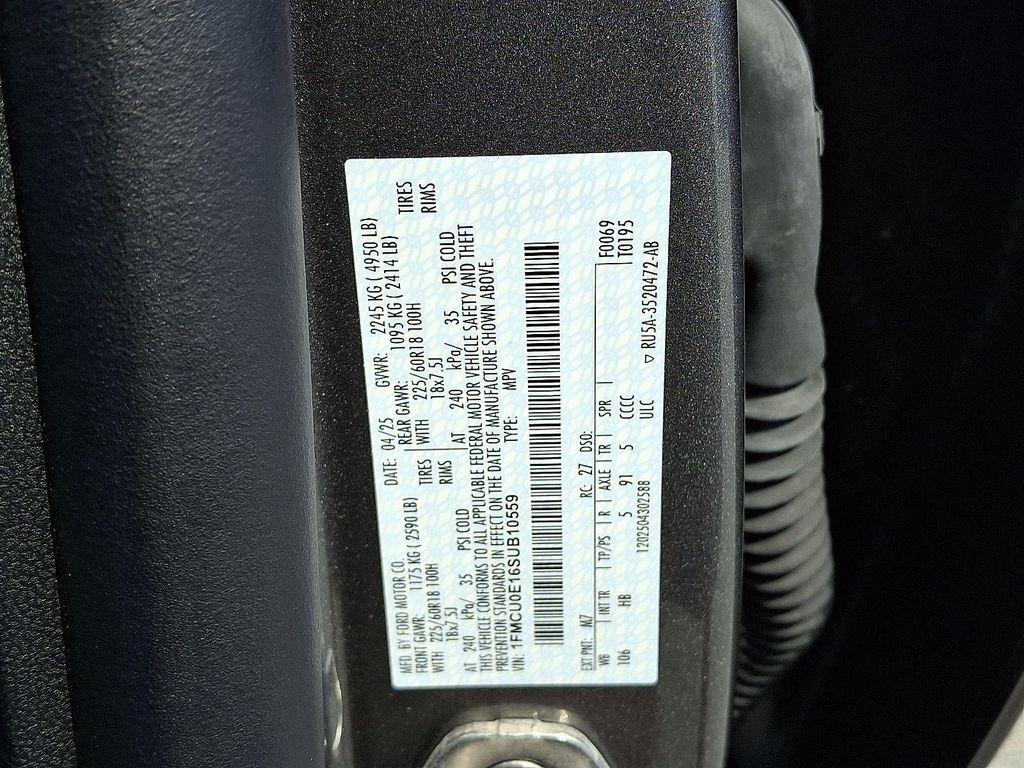 MFD. BY FORD MOTOR CO. DATE: 04/25 GVWR: 2245 KG ( 4950 LB)
FRONT GAWR: 1175 KG ( 2590 LB) REAR GAWR: 1095 KG ( 2414 LB)
WITH 225/60R18 100H TIRES WITH 225/60R18 100H TIRES
18x7.5J RIMS 18x7.5J RIMS
AT 240 kPa/ 35 PSI COLD AT 240 kPa/ 35 PSI COLD
THIS VEHICLE CONFORMS TO ALL APPLICABLE FEDERAL MOTOR VEHICLE SAFETY AND THEFT
PREVENTION STANDARDS IN EFFECT ON THE DATE OF MANUFACTURE SHOWN ABOVE.
VIN: 1FMCU0E16SUB10559 TYPE: MPV
EXT PNT: M7 RC: 27 DSO: F0069
WB | INTTR | TP/PS | R | AXLE | TR | SPR | T0195
106 HB 5 91 5 CCCC
1202504302588 ULC ▽ RU5A-3520472-AB